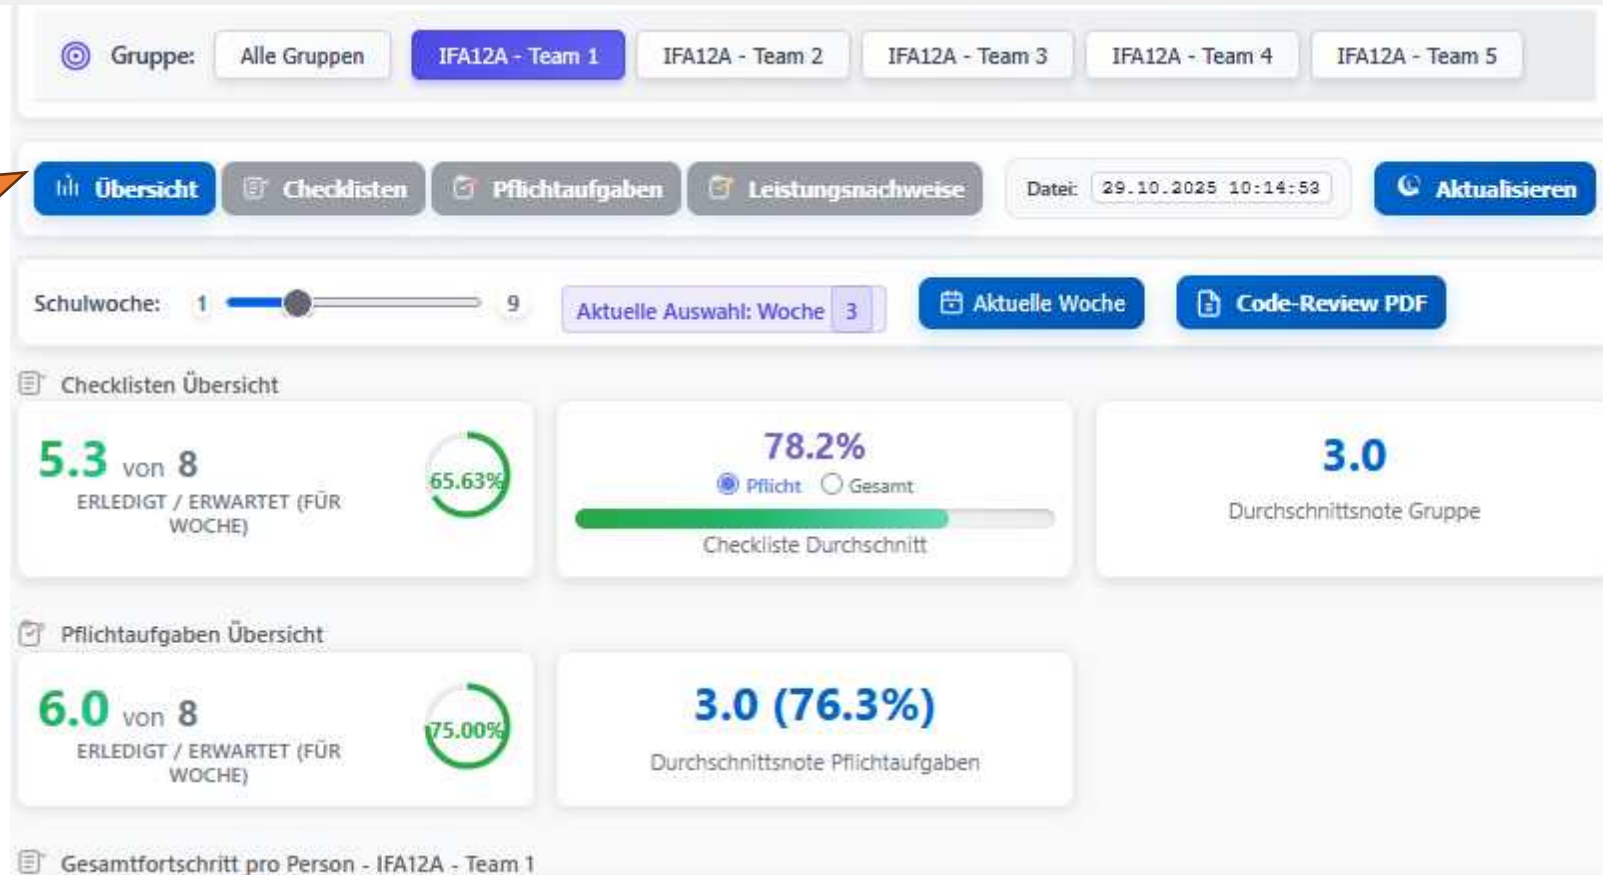 Gruppe: Alle Gruppen IFA12A - Team 1 IFA12A - Team 2 IFA12A - Team 3 IFA12A - Team 4 IFA12A - Team 5
Übersicht Checklisten Pflichtaufgaben Leistungsnachweise Datei: 29.10.2025 10:14:53 Aktualisieren
Schulwoche: 1 9 Aktuelle Auswahl: Woche 3 Aktuelle Woche Code-Review PDF
Checklisten Übersicht
5.3 von 8
ERLEDIGT / ERWARTET (FÜR
WOCHE)
65.63%
78.2%
Pflicht Gesamt
Checkliste Durchschnitt
3.0
Durchschnittsnote Gruppe
Pflichtaufgaben Übersicht
6.0 von 8
ERLEDIGT / ERWARTET (FÜR
WOCHE)
75.00%
3.0 (76.3%)
Durchschnittsnote Pflichtaufgaben
Gesamtfortschritt pro Person - IFA12A - Team 1